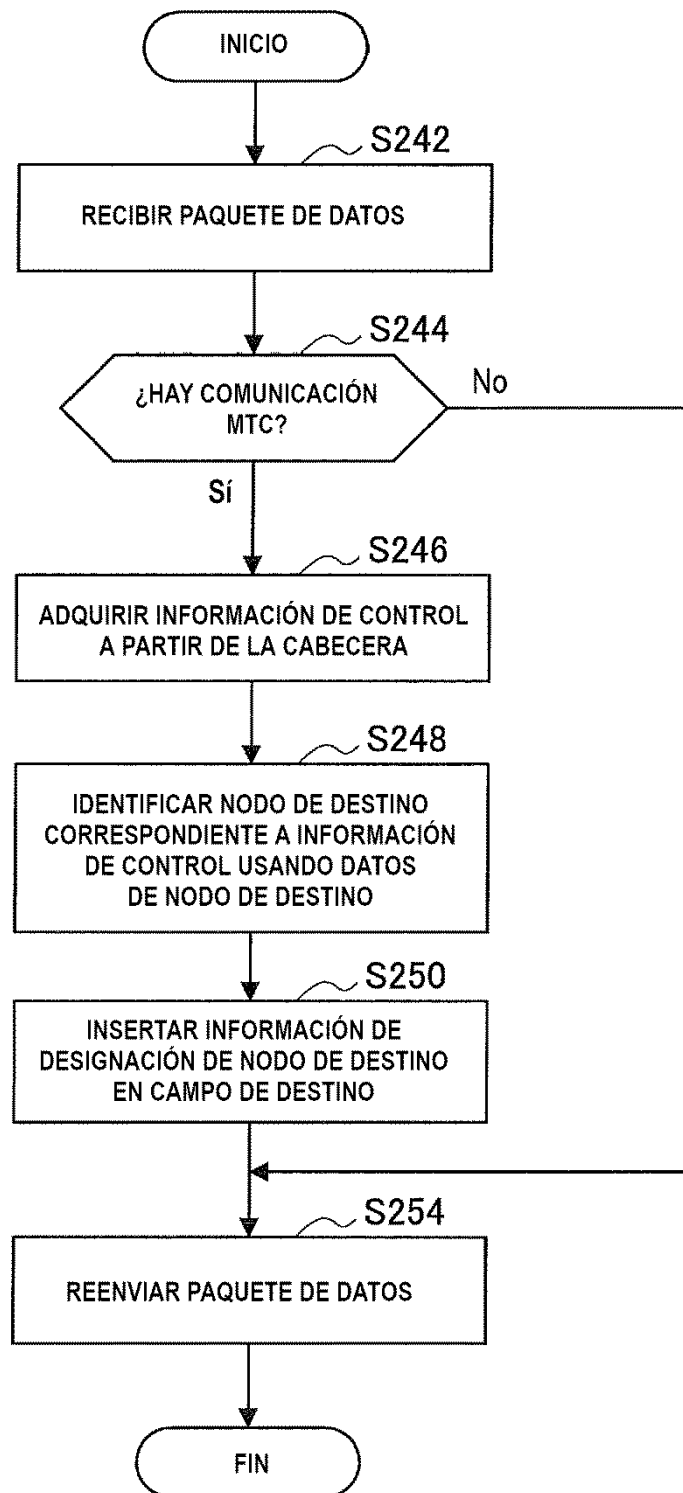 INICIO
S242
RECIBIR PAQUETE DE DATOS
S244
¿HAY COMUNICACIÓN
MTC?
No
Sí
S246
ADQUIRIR INFORMACIÓN DE CONTROL
A PARTIR DE LA CABECERA
S248
IDENTIFICAR NODO DE DESTINO
CORRESPONDIENTE A INFORMACIÓN
DE CONTROL USANDO DATOS
DE NODO DE DESTINO
S250
INSERTAR INFORMACIÓN DE
DESIGNACIÓN DE NODO DE DESTINO
EN CAMPO DE DESTINO
S254
REENVIAR PAQUETE DE DATOS
FIN